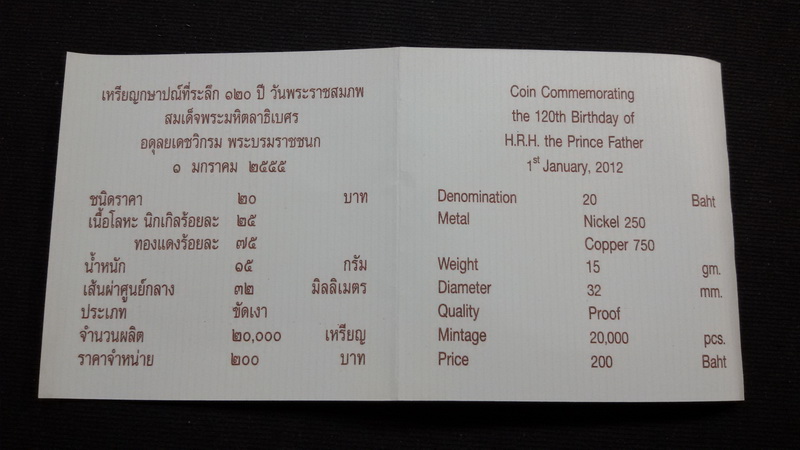 เหรียญกษาปณ์ที่ระลึก ๑๒๐ ปี วันพระราชสมภพ
สมเด็จพระมหิตลาธิเบศร
อดุลยเดชวิกรม พระบรมราชชนก
๑ มกราคม ๒๕๕๕
ชนิดราคา ๒๐ บาท
เนื้อโลหะ นิกเกิลร้อยละ ๒๕
ทองแดงร้อยละ ๗๕
น้ำหนัก ๑๕ กรัม
เส้นผ่าศูนย์กลาง ๓๒ มิลลิเมตร
ประเภท ขัดเงา
จำนวนผลิต ๒๐,๐๐๐ เหรียญ
ราคาจำหน่าย ๒๐๐ บาท
Coin Commemorating
the 120th Birthday of
H.R.H. the Prince Father
1st January, 2012
Denomination 20 Baht
Metal Nickel 250
Copper 750
Weight 15 gm.
Diameter 32 mm.
Quality Proof
Mintage 20,000 pcs.
Price 200 Baht